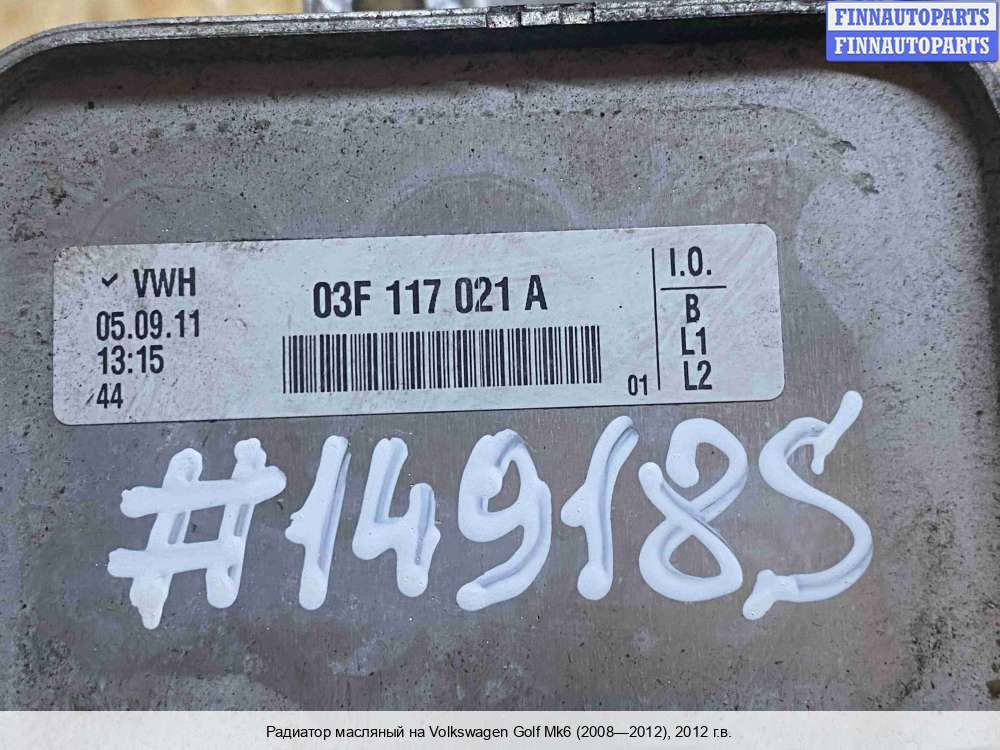 FINNAUTOPARTS
FINNAUTOPARTS
VWH
05.09.11
13:15
44
03F 117 021 A
01
I.O.
B
L1
L2
#149185
Радиатор масляный на Volkswagen Golf Mk6 (2008—2012), 2012 г.в.